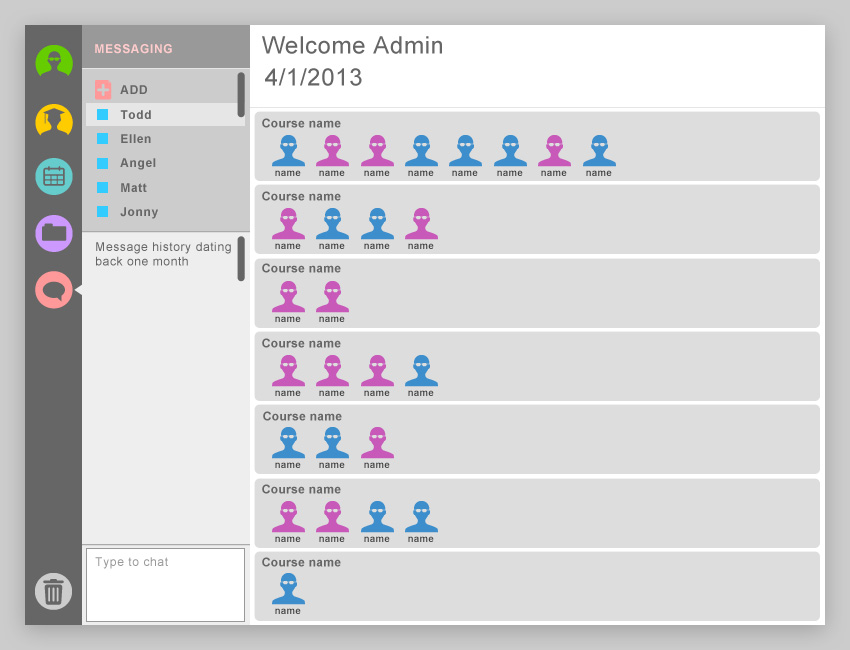 MESSAGING
ADD
Todd
Ellen
Angel
Matt
Jonny
Message history dating
back one month
Type to chat
Welcome Admin
4/1/2013
Course name
name name name name name name name name
Course name
name name name name
Course name
name name
Course name
name name name name
Course name
name name name
Course name
name name name name
Course name
name